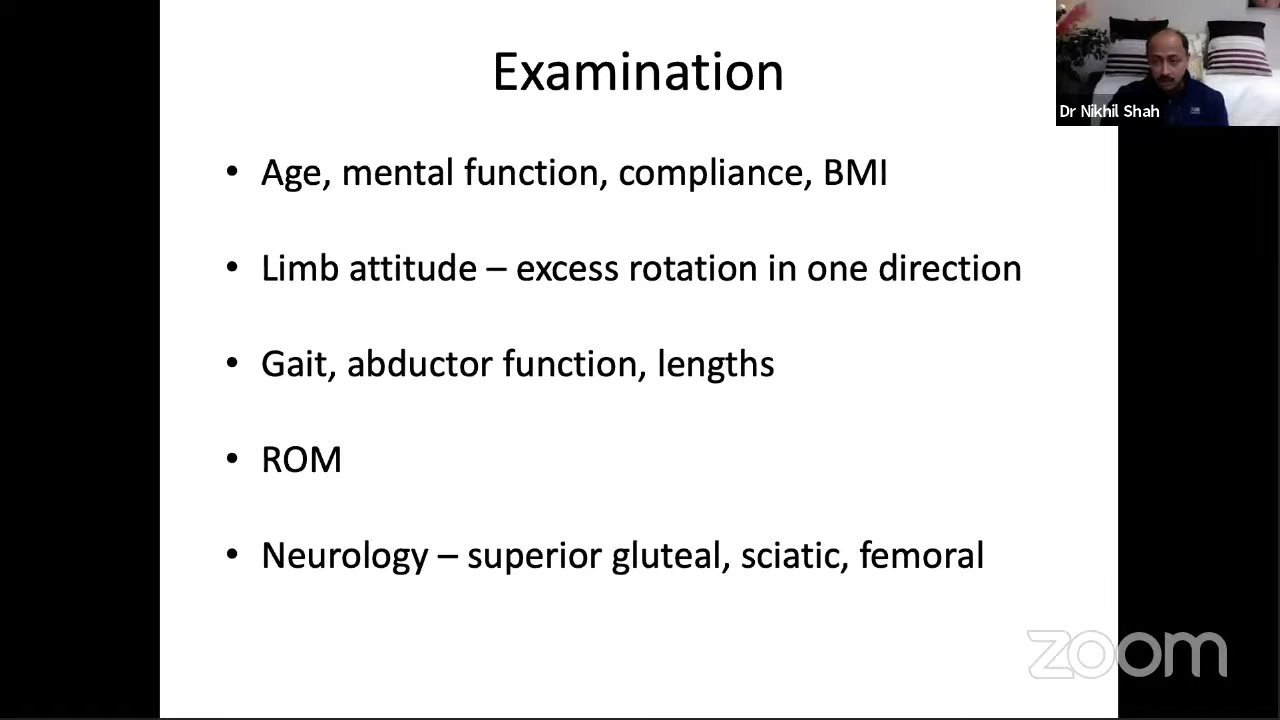 Examination
Dr Nikhil Shah
• Age, mental function, compliance, BMI
• Limb attitude – excess rotation in one direction
• Gait, abductor function, lengths
• ROM
• Neurology – superior gluteal, sciatic, femoral
zoom